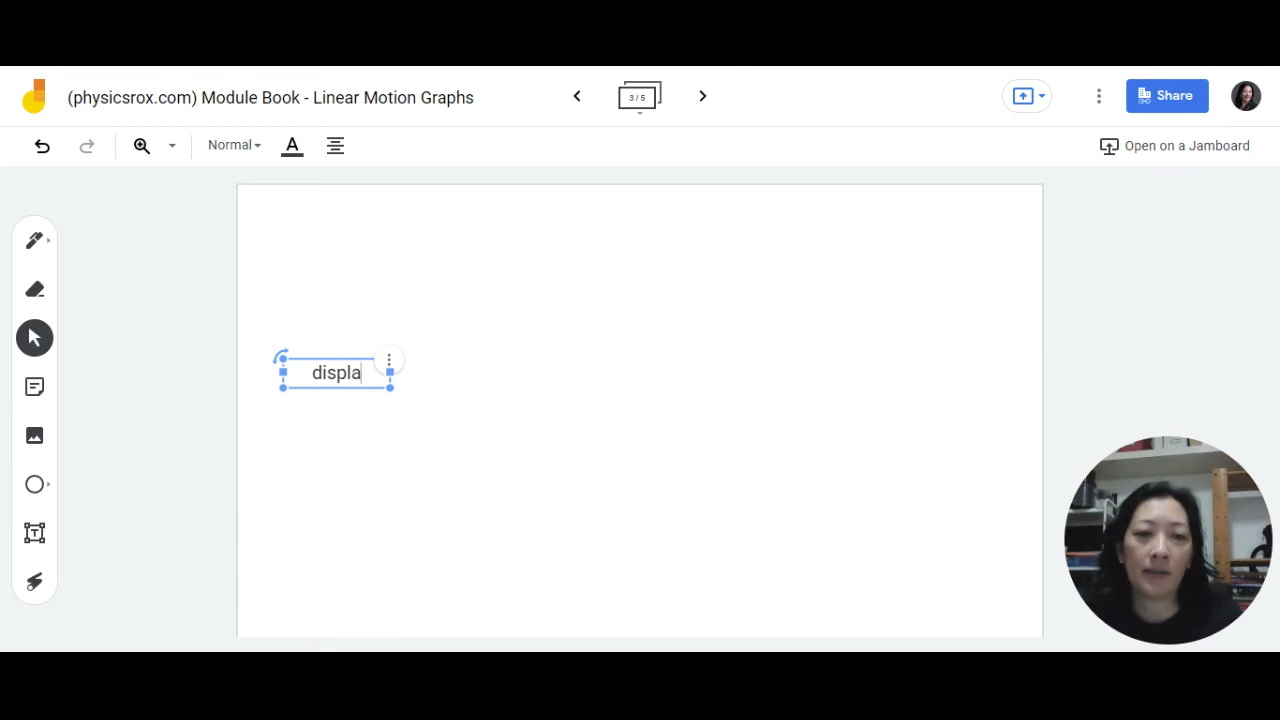 (physicsrox.com) Module Book - Linear Motion Graphs
3 / 5
Share
Normal
A
Open on a Jamboard
displa
T